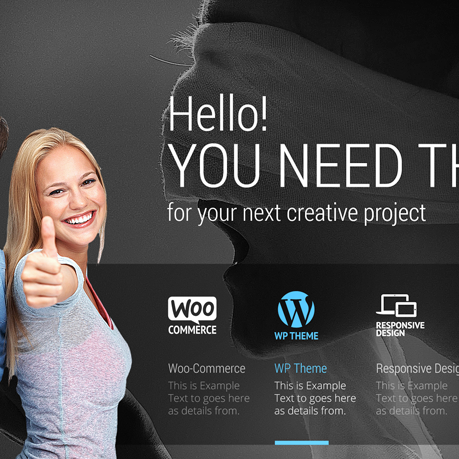 Hello!
YOU NEED TH
for your next creative project
WOO
COMMERCE
WP THEME
RESPONSIVE
DESIGN
Woo-Commerce
This is Example
Text to goes here
as details from.
WP Theme
This is Example
Text to goes here
as details from.
Responsive Desig
This is Example
Text to goes here
as details from.